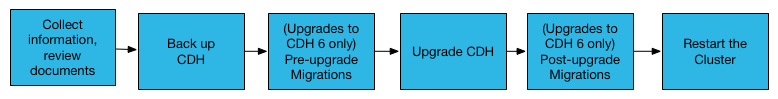 Collect
information,
review
documents
Back up
CDH
(Upgrades to
CDH 6 only)
Pre-upgrade
Migrations
Upgrade CDH
(Upgrades to
CDH 6 only)
Post-upgrade
Migrations
Restart the
Cluster